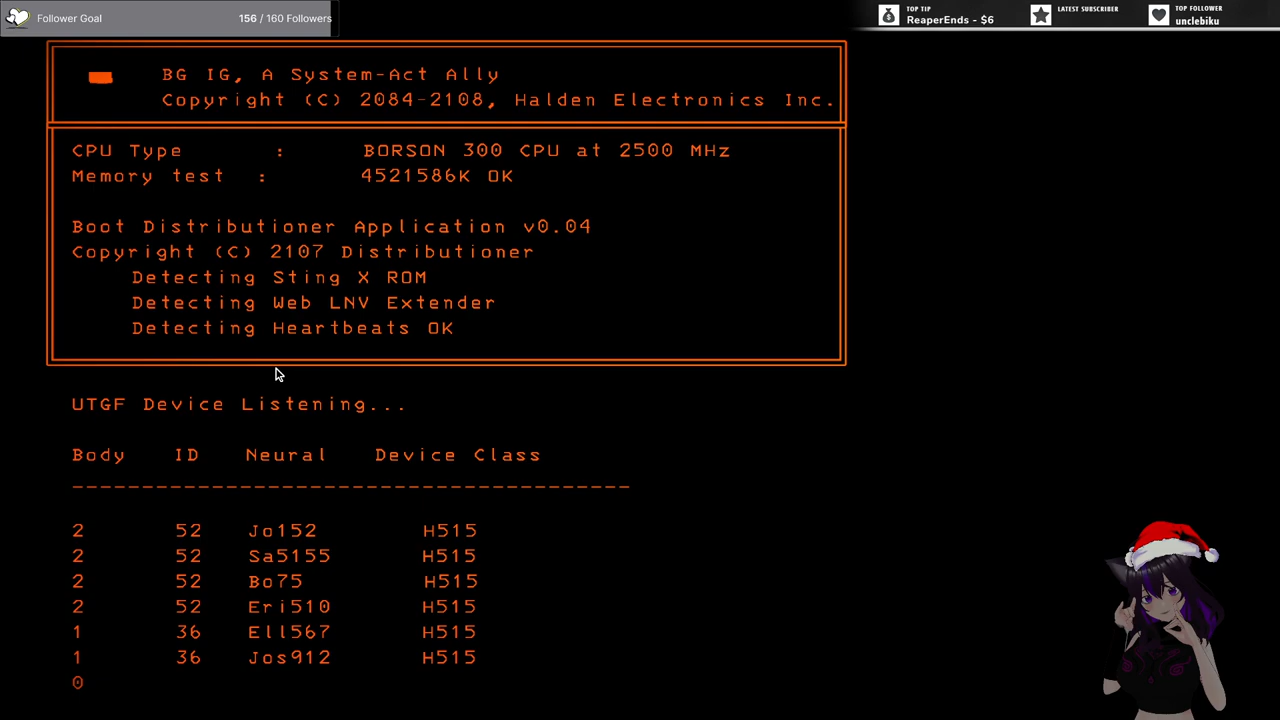 Follower Goal 156 / 160 Followers
TOP TIP
ReaperEnds - $6
LATEST SUBSCRIBER
TOP FOLLOWER
unclebiku
BG IG, A System-Act Ally
Copyright (C) 2084-2108, Halden Electronics Inc.
CPU Type : BORSON 300 CPU at 2500 MHz
Memory test : 4521586K OK
Boot Distributioner Application v0.04
Copyright (C) 2107 Distributioner
Detecting Sting X ROM
Detecting Web LNV Extender
Detecting Heartbeats OK
UTGF Device Listening...
Body ID Neural Device Class
----------------------------------------
2 52 Jo152 H515
2 52 Sa5155 H515
2 52 Bo75 H515
2 52 Eri510 H515
1 36 Ell567 H515
1 36 Jos912 H515
0